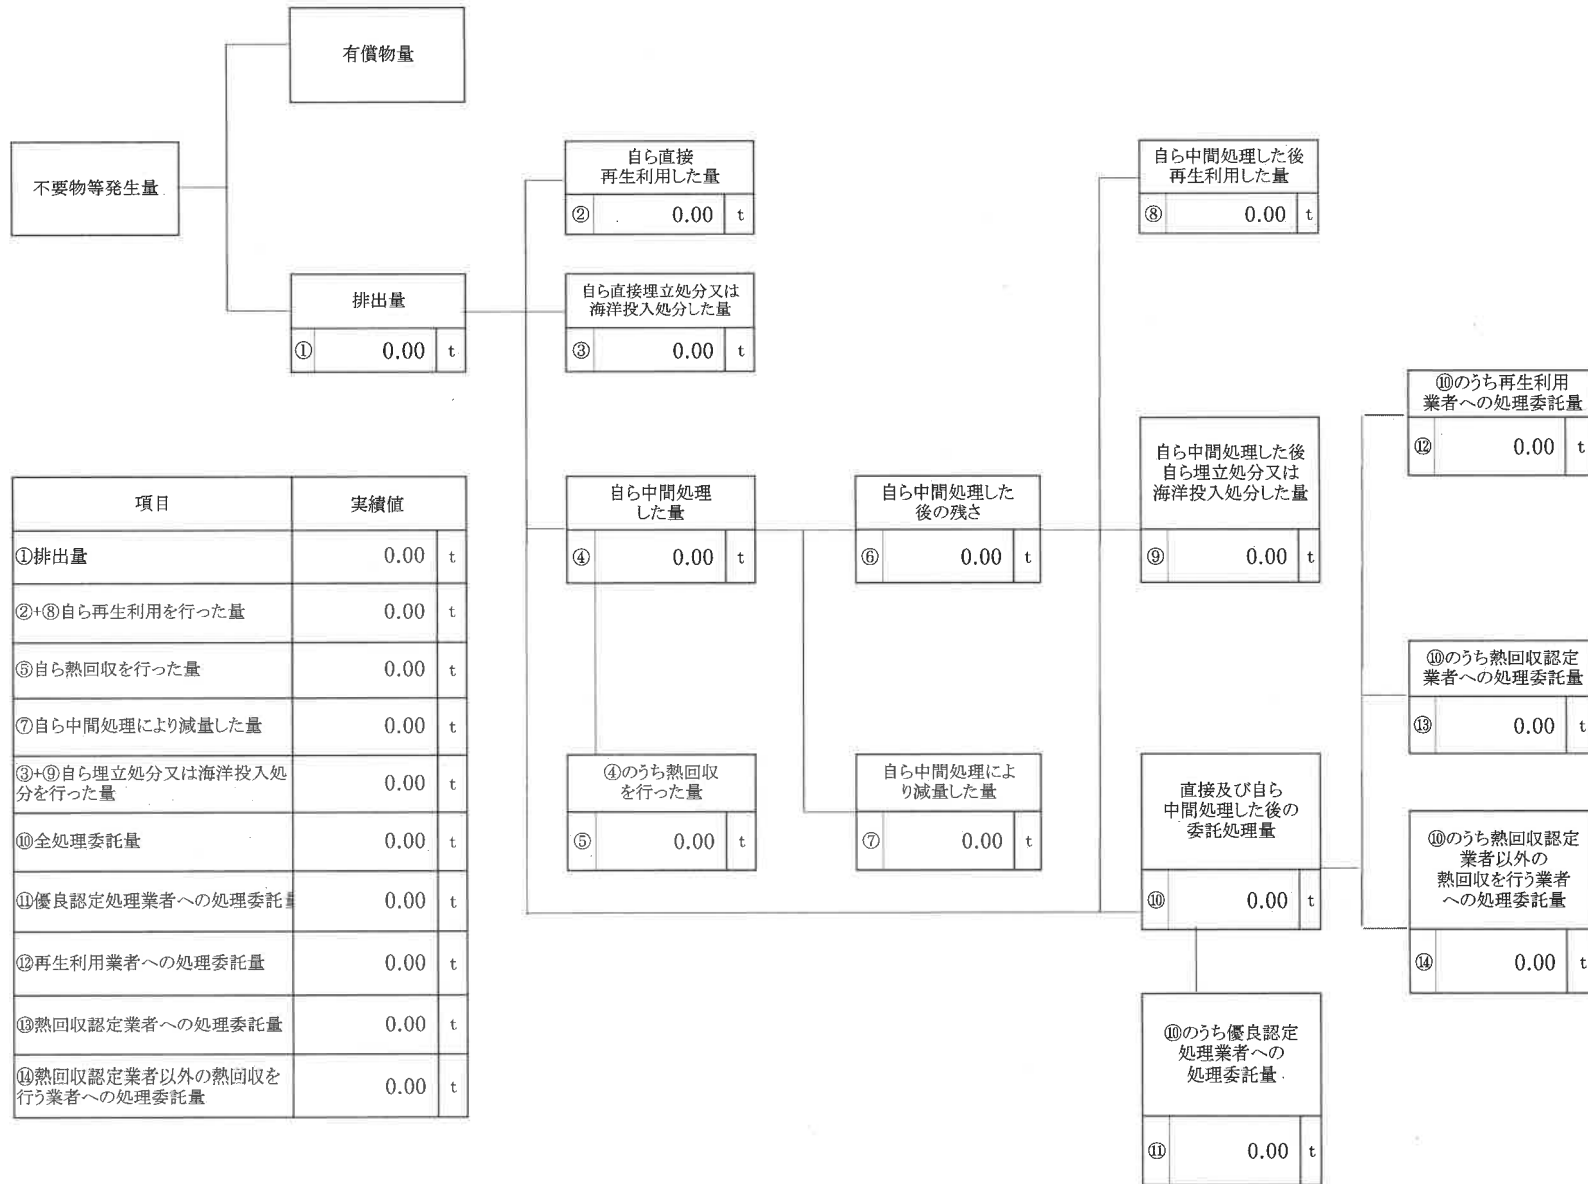 有償物量
不要物等発生量
排出量
① 0.00 t
自ら直接
再生利用した量
② 0.00 t
自ら直接埋立処分又は
海洋投入処分した量
③ 0.00 t
自ら中間処理
した量
④ 0.00 t
④のうち熱回収
を行った量
⑤ 0.00 t
自ら中間処理した
後の残さ
⑥ 0.00 t
自ら中間処理によ
り減量した量
⑦ 0.00 t
自ら中間処理した後
再生利用した量
⑧ 0.00 t
自ら中間処理した後
自ら埋立処分又は
海洋投入処分した量
⑨ 0.00 t
直接及び自ら
中間処理した後の
委託処理量
⑩ 0.00 t
⑩のうち優良認定
処理業者への
処理委託量
⑪ 0.00 t
⑩のうち再生利用
業者への処理委託量
⑫ 0.00 t
⑩のうち熱回収認定
業者への処理委託量
⑬ 0.00 t
⑩のうち熱回収認定
業者以外の
熱回収を行う業者
への処理委託量
⑭ 0.00 t
項目 実績値
①排出量 0.00 t
②+⑧自ら再生利用を行った量 0.00 t
⑤自ら熱回収を行った量 0.00 t
⑦自ら中間処理により減量した量 0.00 t
③+⑨自ら埋立処分又は海洋投入処
分を行った量 0.00 t
⑩全処理委託量 0.00 t
⑪優良認定処理業者への処理委託量 0.00 t
⑫再生利用業者への処理委託量 0.00 t
⑬熱回収認定業者への処理委託量 0.00 t
⑭熱回収認定業者以外の熱回収を
行う業者への処理委託量 0.00 t